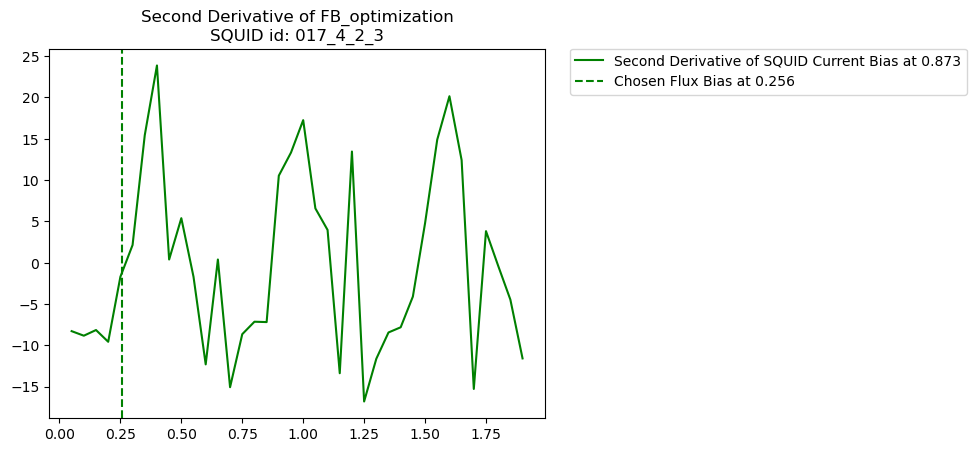 Second Derivative of FB_optimization
SQUID id: 017_4_2_3
Second Derivative of SQUID Current Bias at 0.873
Chosen Flux Bias at 0.256
25
20
15
10
5
0
−5
−10
−15
0.00 0.25 0.50 0.75 1.00 1.25 1.50 1.75